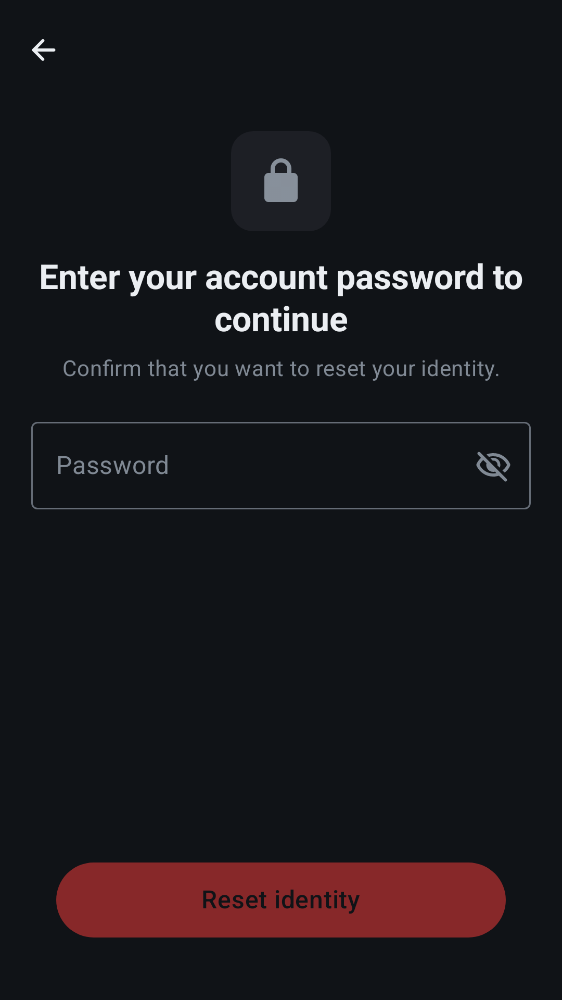 Enter your account password to
continue
Confirm that you want to reset your identity.
Password
Reset identity